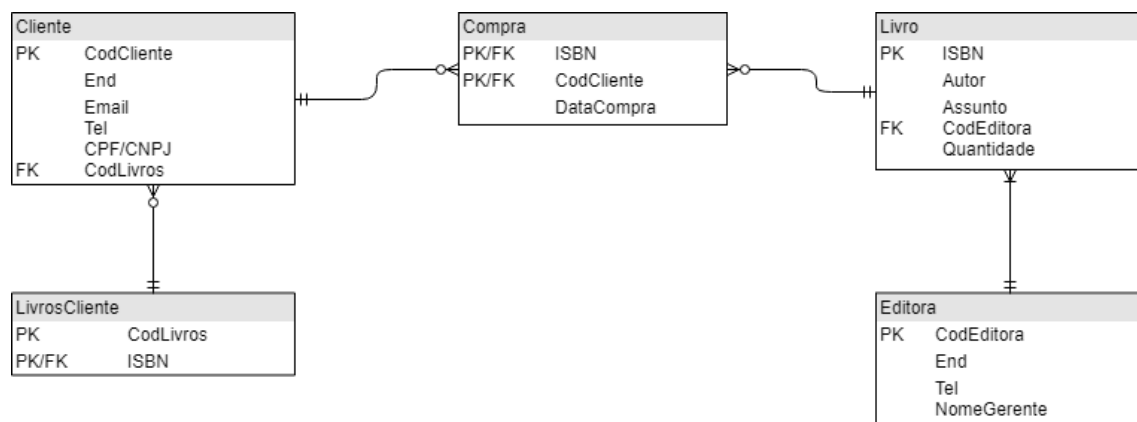 Cliente
PK CodCliente
End
Email
Tel
CPF/CNPJ
FK CodLivros
Compra
PK/FK ISBN
PK/FK CodCliente
DataCompra
Livro
PK ISBN
Autor
Assunto
FK CodEditora
Quantidade
LivrosCliente
PK CodLivros
PK/FK ISBN
Editora
PK CodEditora
End
Tel
NomeGerente